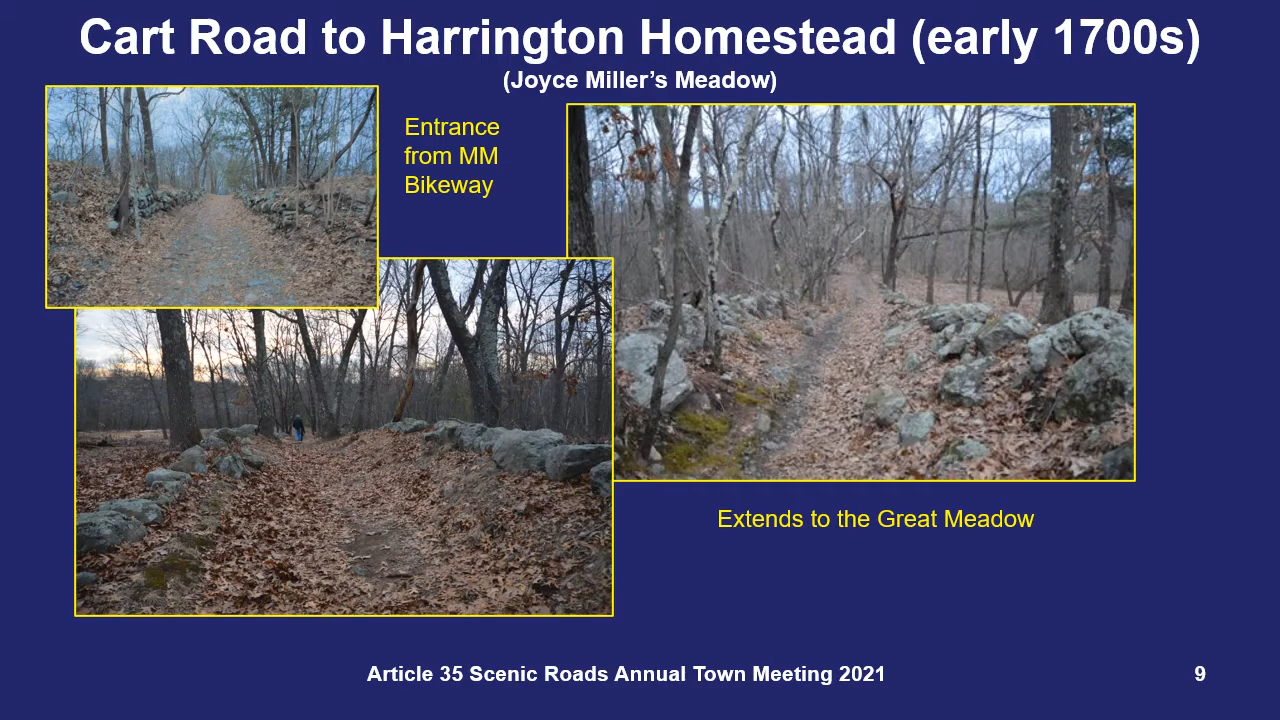 Cart Road to Harrington Homestead (early 1700s)
(Joyce Miller’s Meadow)
Entrance
from MM
Bikeway
Extends to the Great Meadow
Article 35 Scenic Roads Annual Town Meeting 2021
9